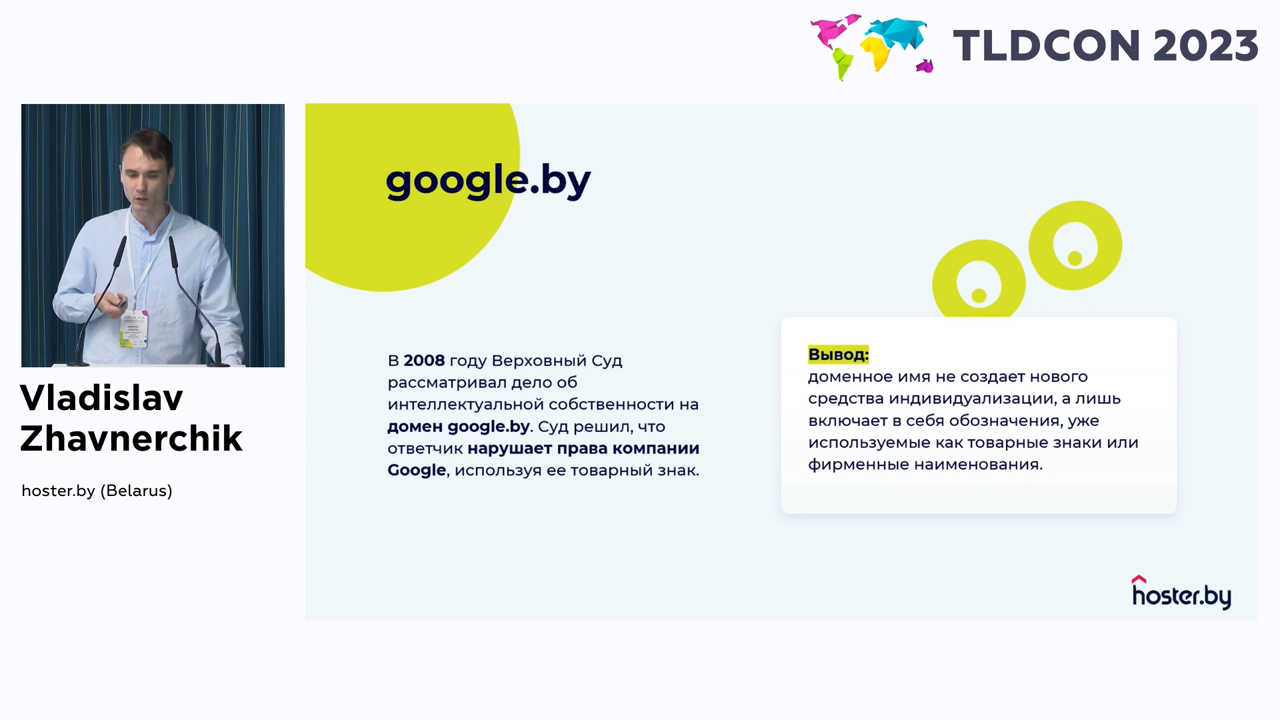 TLDCON 2023
google.by
В 2008 году Верховный Суд
рассматривал дело об
интеллектуальной собственности на
домен google.by. Суд решил, что
ответчик нарушает права компании
Google, используя ее товарный знак.
Вывод:
доменное имя не создает нового
средства индивидуализации, а лишь
включает в себя обозначения, уже
используемые как товарные знаки или
фирменные наименования.
hoster.by
Vladislav
Zhavnerchik
hoster.by (Belarus)